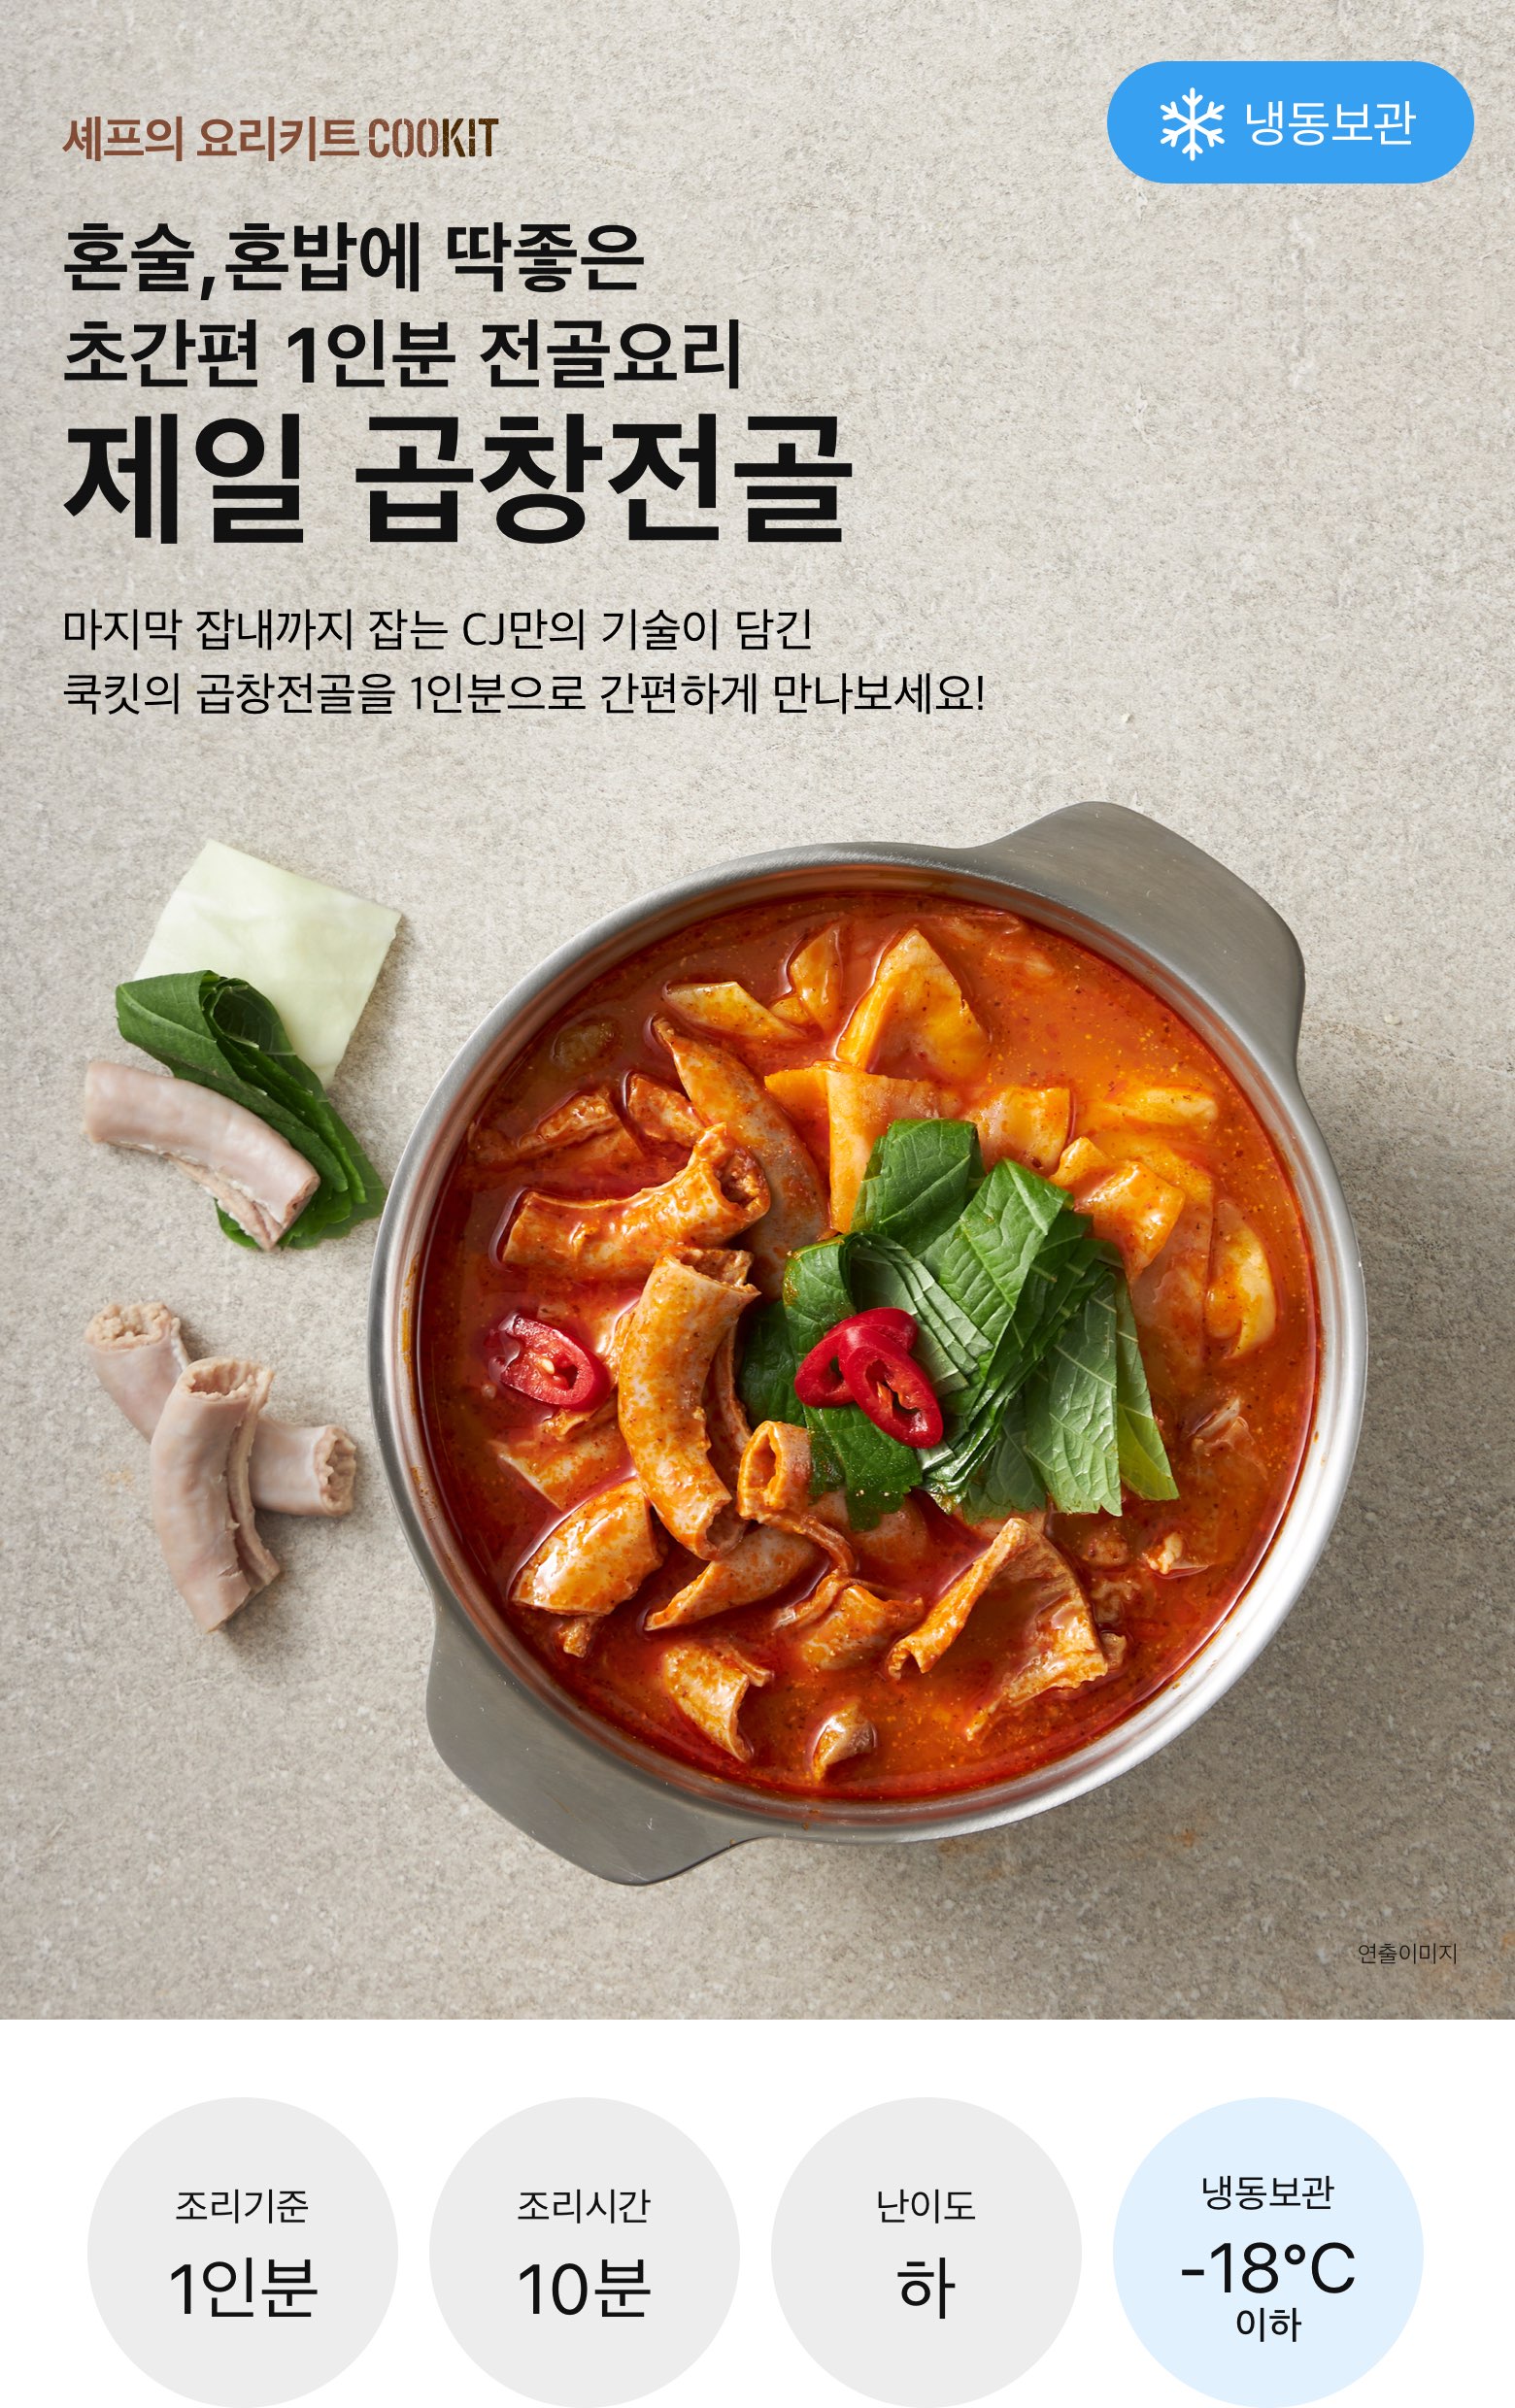 셰프의 요리키트 COOKIT
냉동보관
혼술,혼밥에 딱좋은
초간편 1인분 전골요리
제일 곱창전골
마지막 잡내까지 잡는 CJ만의 기술이 담긴
쿡킷의 곱창전골을 1인분으로 간편하게 만나보세요!
연출이미지
조리기준
1인분
조리시간
10분
난이도
하
냉동보관
-18°C
이하